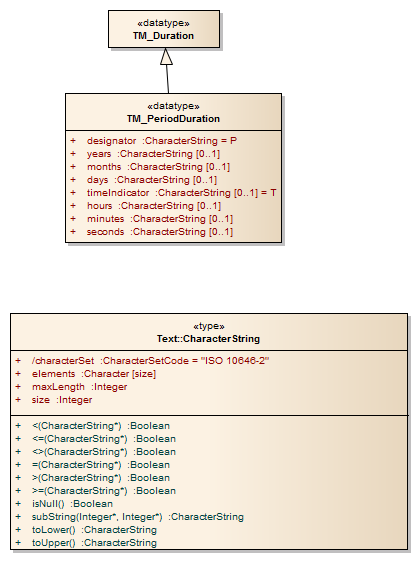 «datatype»
TM_Duration
«datatype»
TM_PeriodDuration
+ designator :CharacterString = P
+ years :CharacterString [0..1]
+ months :CharacterString [0..1]
+ days :CharacterString [0..1]
+ timeIndicator :CharacterString [0..1] = T
+ hours :CharacterString [0..1]
+ minutes :CharacterString [0..1]
+ seconds :CharacterString [0..1]
«type»
Text::CharacterString
+ /characterSet :CharacterSetCode = "ISO 10646-2"
+ elements :Character [size]
+ maxLength :Integer
+ size :Integer
+ <(CharacterString*) :Boolean
+ <=(CharacterString*) :Boolean
+ <>(CharacterString*) :Boolean
+ =(CharacterString*) :Boolean
+ >(CharacterString*) :Boolean
+ >=(CharacterString*) :Boolean
+ isNull() :Boolean
+ subString(Integer*, Integer*) :CharacterString
+ toLower() :CharacterString
+ toUpper() :CharacterString